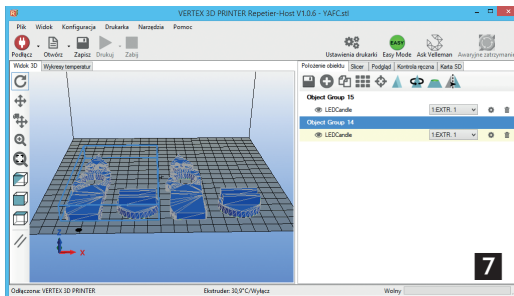 VERTEX 3D PRINTER Repetier-Host V1.0.6 - YAFC.stl
Plik Widok Konfiguracja Drukarka Narzędzia Pomoc
Podłącz Otwórz Zapisz Drukuj Zabij EASY Ustawienia drukarki Easy Mode Ask Velleman Awaryjne zatrzymanie
Widok 3D Wykresy temperatur Położenie obiektu Slicer Podgląd Kontrola ręczna Karta SD
Object Group 15
LEDCandle 1:EXTR. 1
Object Group 14
LEDCandle 1:EXTR. 1
Z
X
7
Odłączona: VERTEX 3D PRINTER Ekstruder: 30,9°C/Wyłącz Wolny